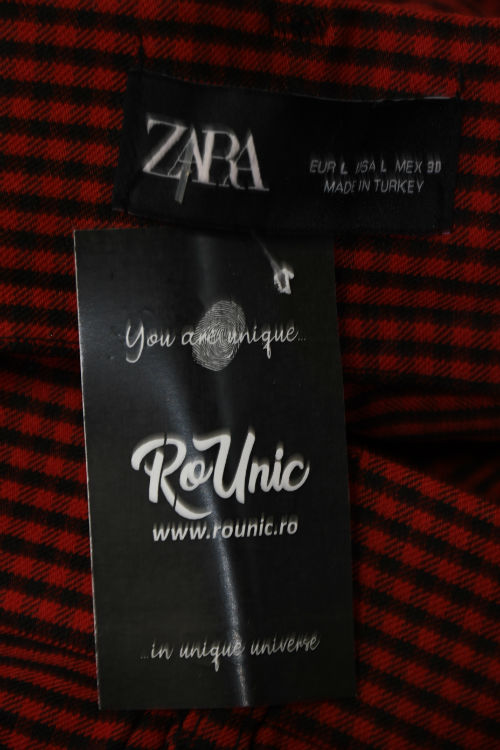 ZARA
EUR L USA L MEX 30
MADE IN TURKEY
You are unique...
RoUnic
www.rounic.ro
...in unique universe